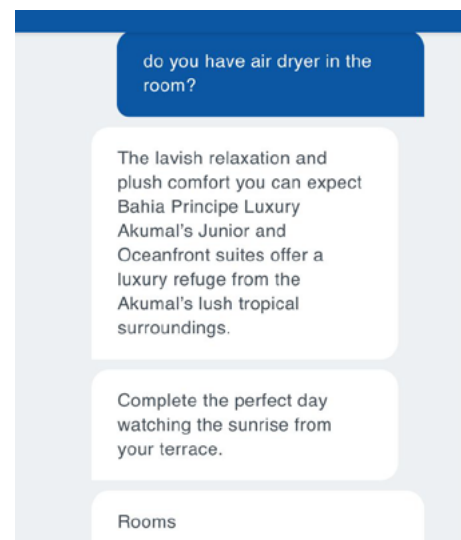 do you have air dryer in the
room?
The lavish relaxation and
plush comfort you can expect
Bahia Principe Luxury
Akumal's Junior and
Oceanfront suites offer a
luxury refuge from the
Akumal's lush tropical
surroundings.
Complete the perfect day
watching the sunrise from
your terrace.
Rooms